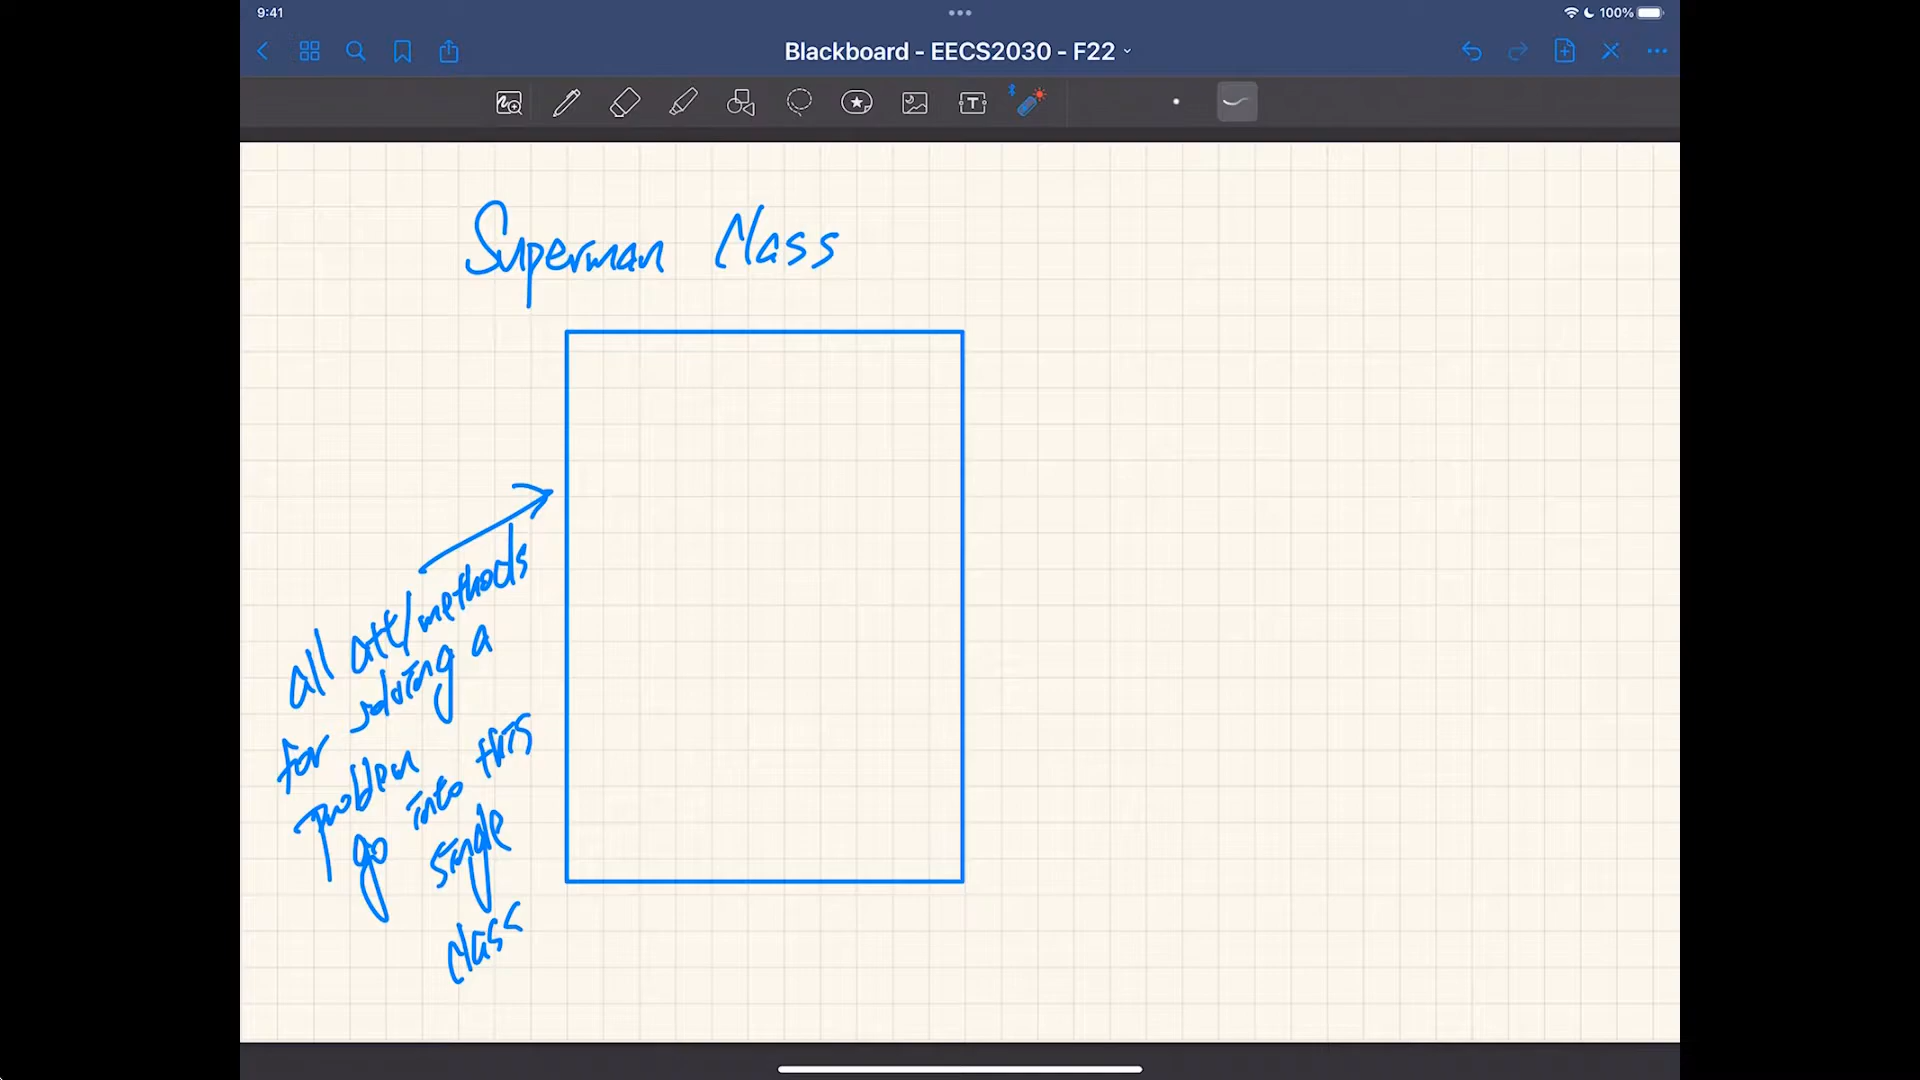 9:41
100%
Blackboard - EECS2030 - F22
Superman Class
all att/methods
for solving a
problem
go into this
single
class